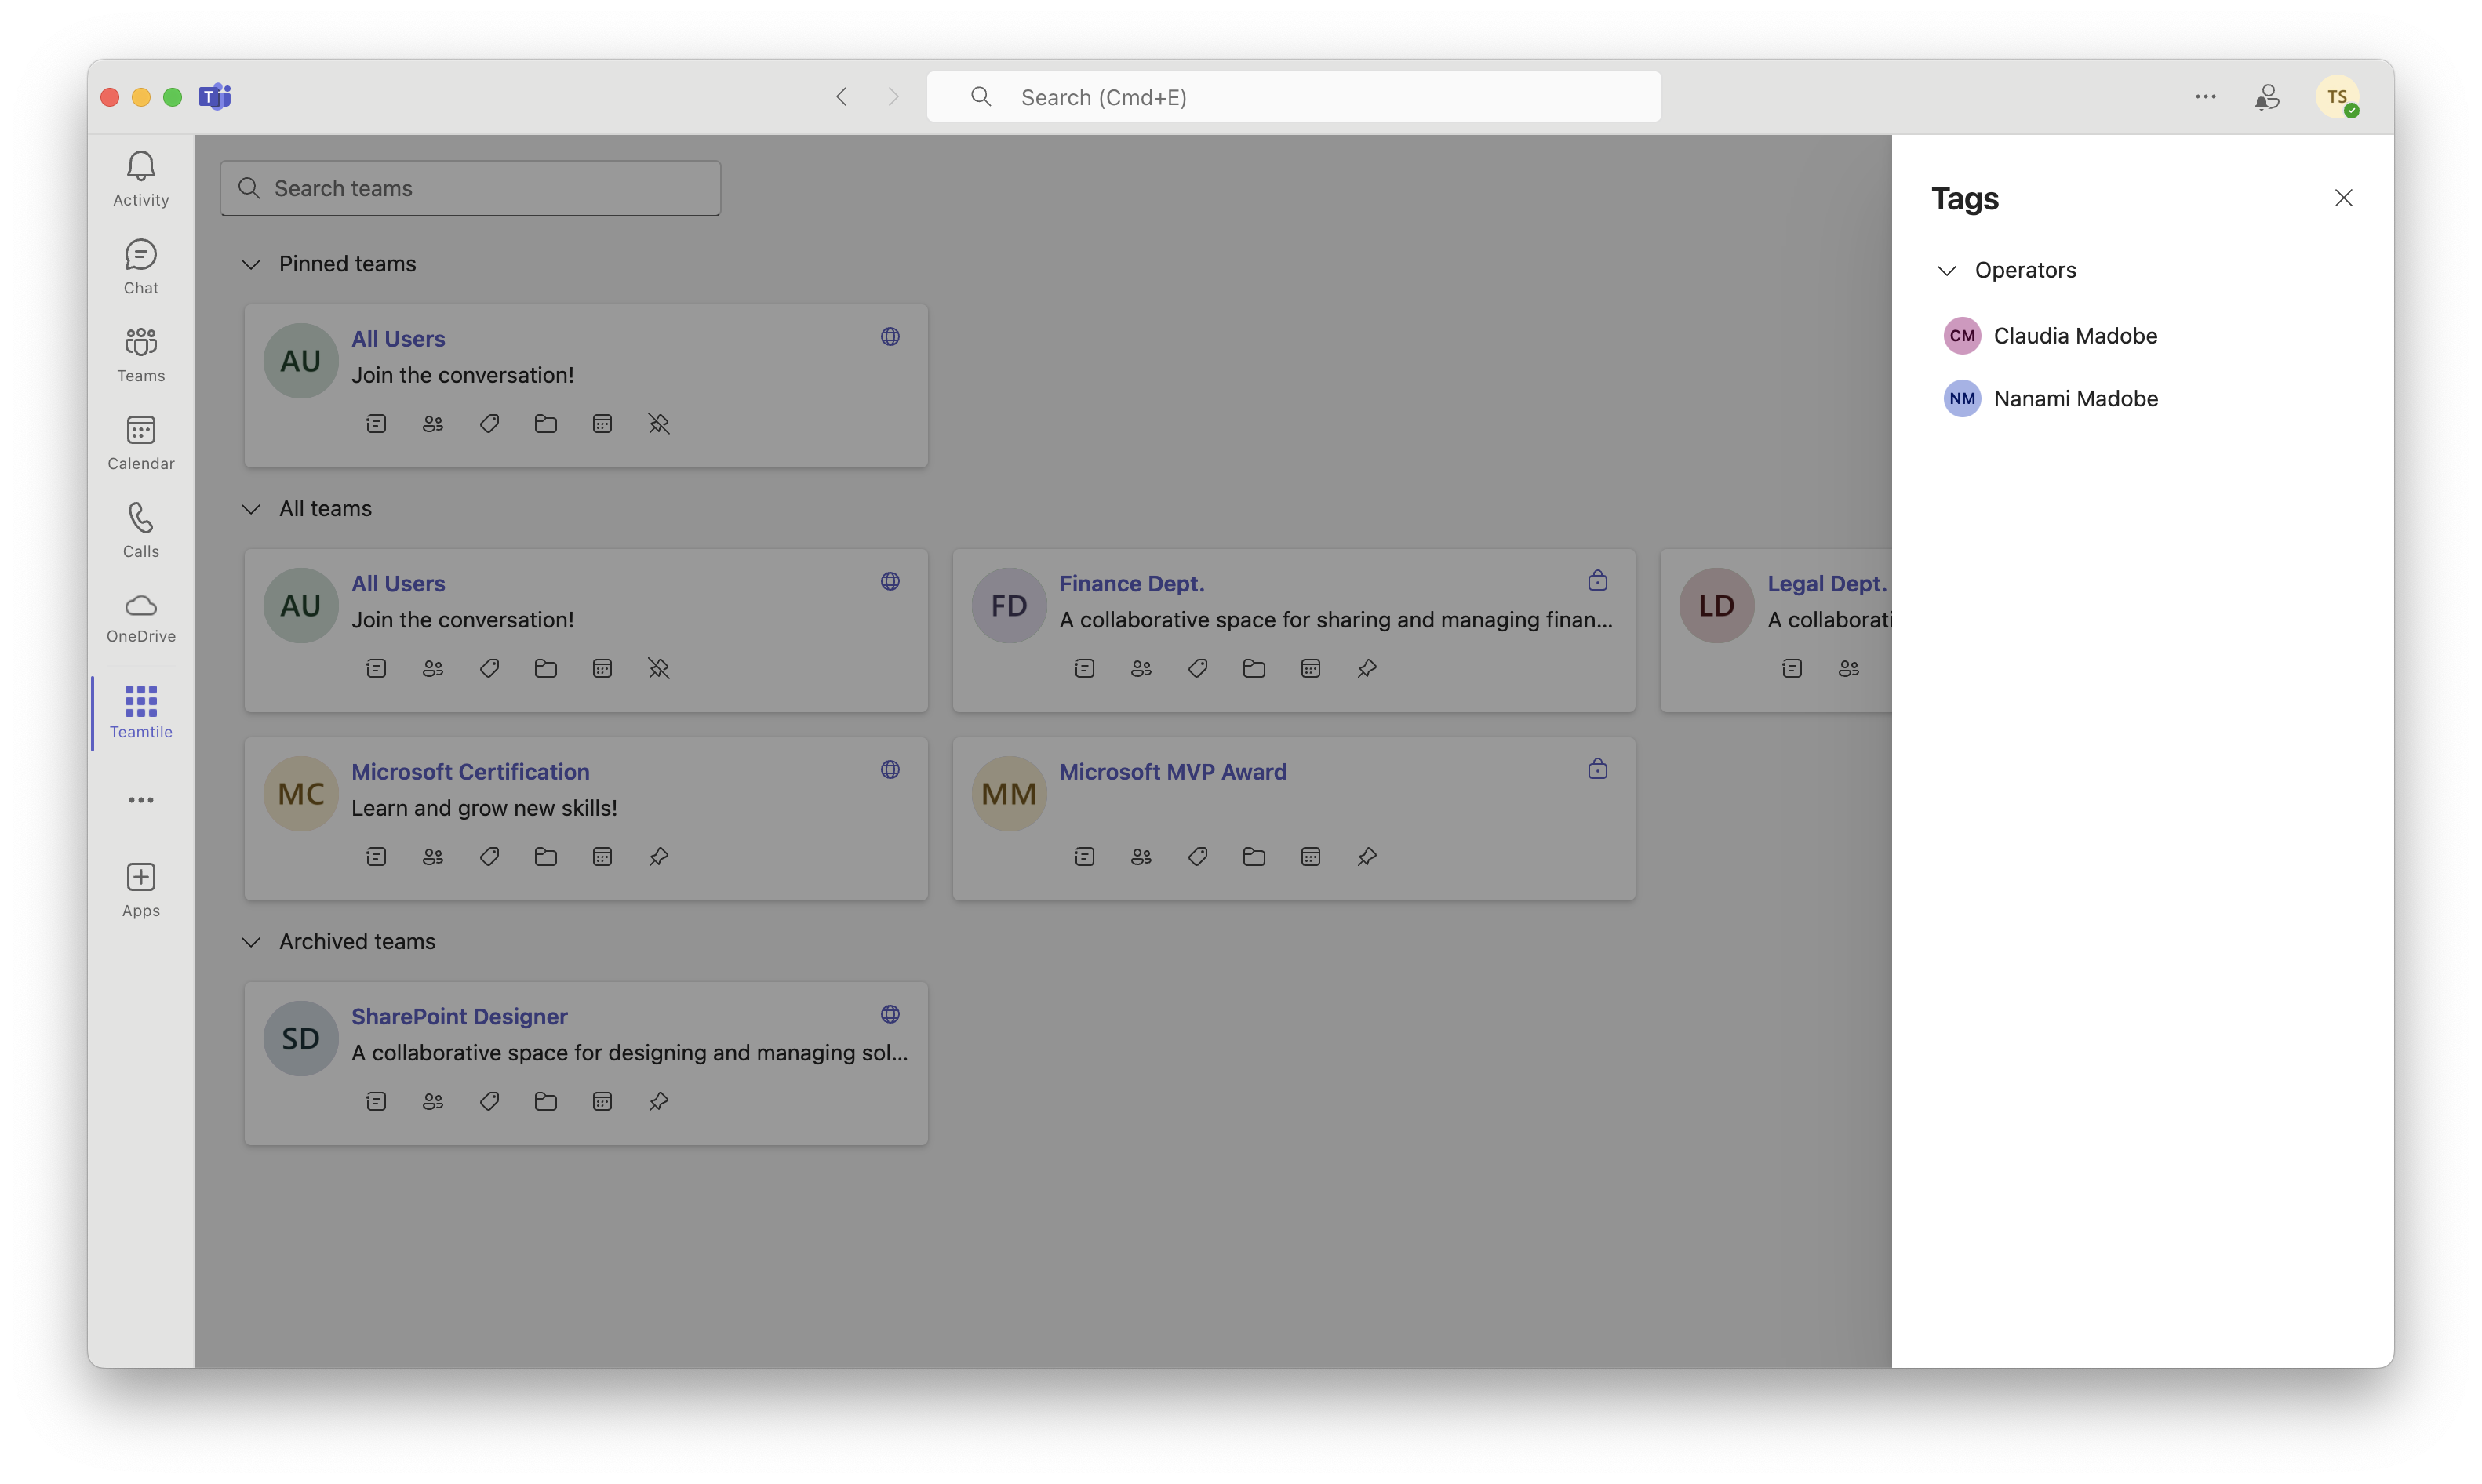 Search (Cmd+E)
TS
Activity
Chat
Teams
Calendar
Calls
OneDrive
Teamtile
Apps
Search teams
Pinned teams
AU
All Users
Join the conversation!
All teams
AU
All Users
Join the conversation!
FD
Finance Dept.
A collaborative space for sharing and managing finan...
LD
Legal Dept.
A collaborati
MC
Microsoft Certification
Learn and grow new skills!
MM
Microsoft MVP Award
Archived teams
SD
SharePoint Designer
A collaborative space for designing and managing sol...
Tags
Operators
CM Claudia Madobe
NM Nanami Madobe